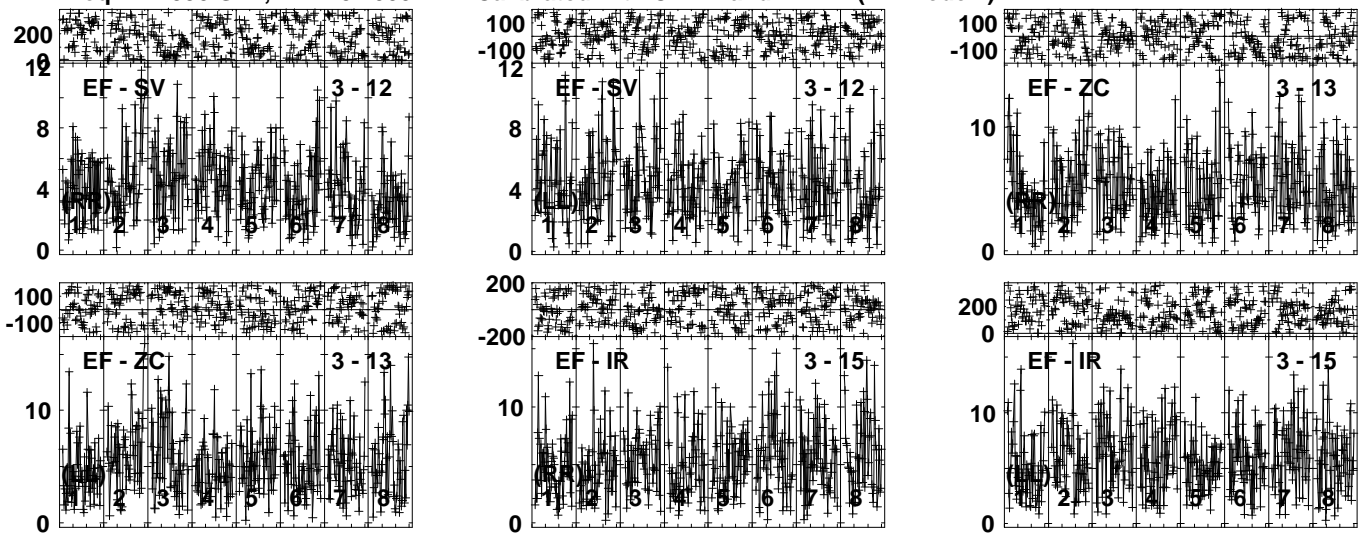 200 100 100
0 -100 -100
12 EF - SV 3 - 12 12 EF - SV 3 - 12 EF - ZC 3 - 13
8 8 10
4 4
(RR) (LL) (RR)
1 2 3 4 5 6 7 8 1 2 3 4 5 6 7 8 1 2 3 4 5 6 7 8
0 0 0
100 200 200
-100 -200 0
EF - ZC 3 - 13 EF - IR 3 - 15 EF - IR 3 - 15
10 10 10
(LL) (RR) (LL)
1 2 3 4 5 6 7 8 1 2 3 4 5 6 7 8 1 2 3 4 5 6 7 8
0 0 0